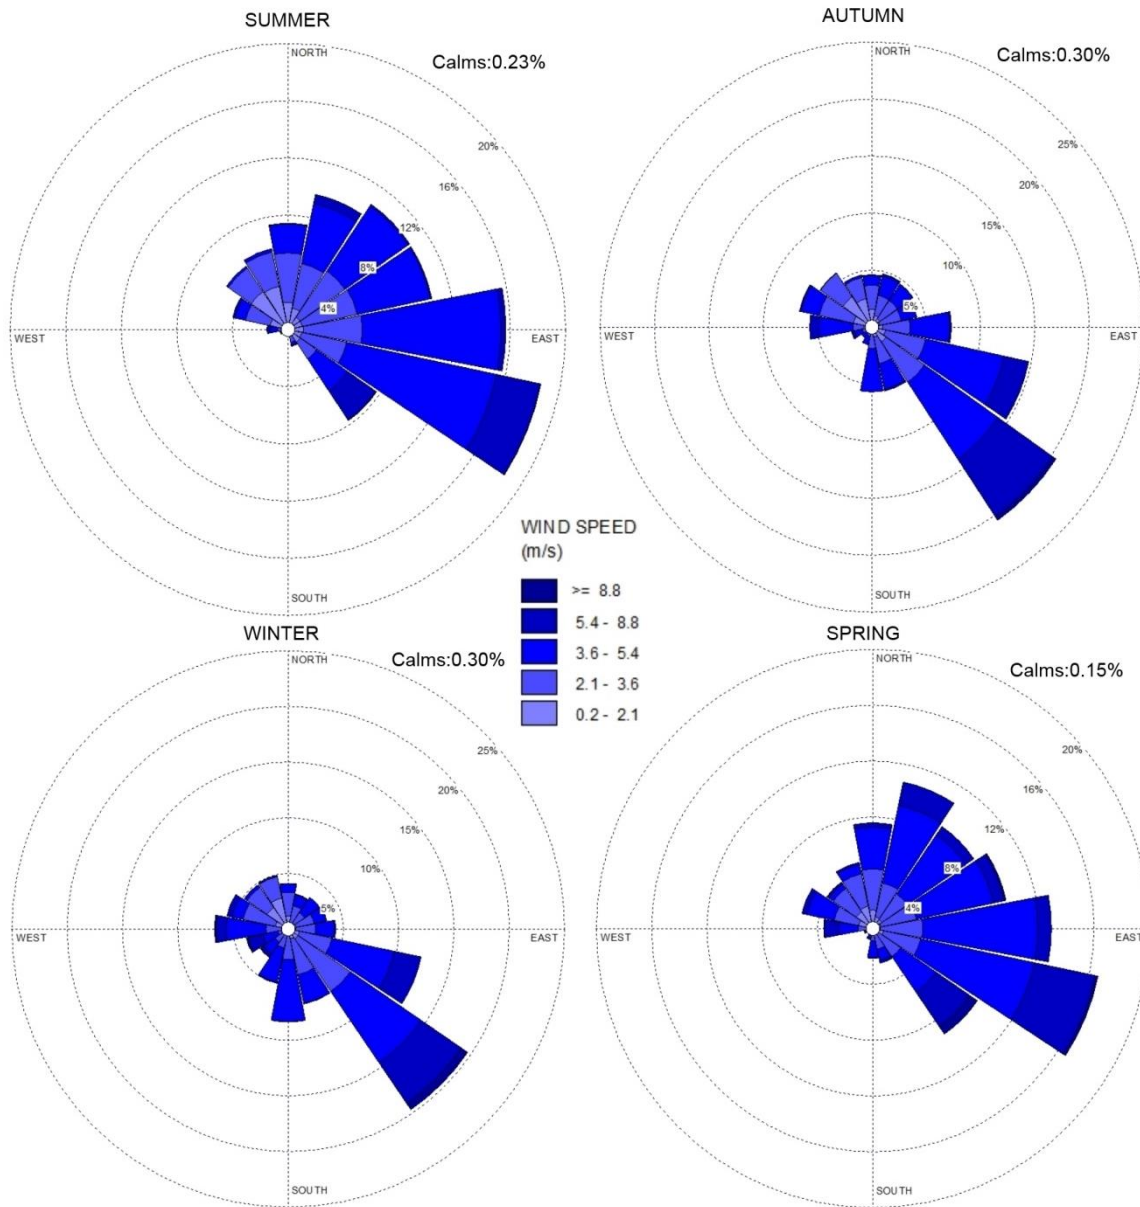 SUMMER
Calms:0.23%
NORTH
20%
16%
12%
8%
4%
WEST
EAST
SOUTH
AUTUMN
Calms:0.30%
NORTH
25%
20%
15%
10%
5%
WEST
EAST
SOUTH
WIND SPEED
(m/s)
>= 8.8
5.4 - 8.8
3.6 - 5.4
2.1 - 3.6
0.2 - 2.1
WINTER
Calms:0.30%
NORTH
25%
20%
15%
10%
5%
WEST
EAST
SOUTH
SPRING
Calms:0.15%
NORTH
20%
16%
12%
8%
4%
WEST
EAST
SOUTH